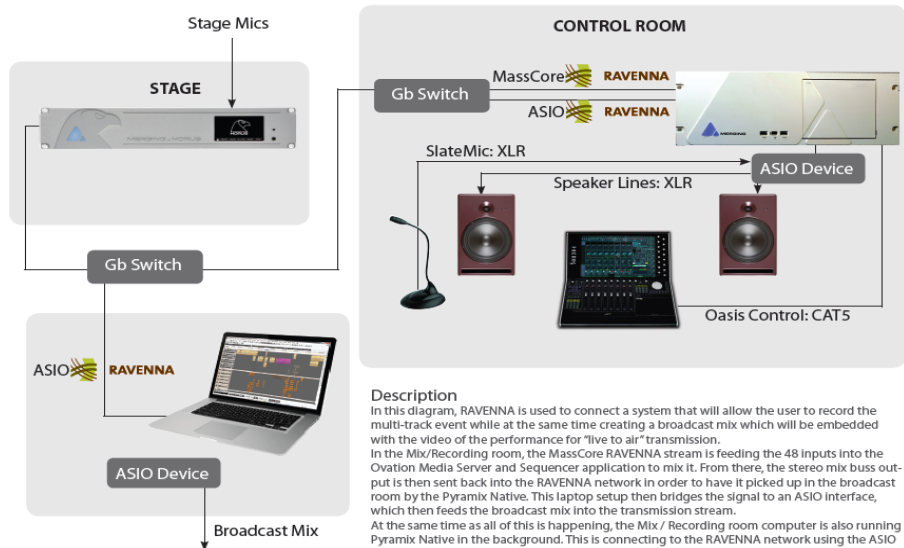 Stage Mics
CONTROL ROOM
STAGE
MassCore RAVENNA
Gb Switch
ASIO RAVENNA
MERGING HORUS
HORUS
MERGING
SlateMic: XLR
ASIO Device
Speaker Lines: XLR
Gb Switch
Oasis Control: CAT5
ASIO RAVENNA
ASIO Device
Broadcast Mix
Description
In this diagram, RAVENNA is used to connect a system that will allow the user to record the
multi-track event while at the same time creating a broadcast mix which will be embedded
with the video of the performance for "live to air" transmission.
In the Mix/Recording room, the MassCore RAVENNA stream is feeding the 48 inputs into the
Ovation Media Server and Sequencer application to mix it. From there, the stereo mix buss out-
put is then sent back into the RAVENNA network in order to have it picked up in the broadcast
room by the Pyramix Native. This laptop setup then bridges the signal to an ASIO interface,
which then feeds the broadcast mix into the transmission stream.
At the same time as all of this is happening, the Mix / Recording room computer is also running
Pyramix Native in the background. This is connecting to the RAVENNA network using the ASIO